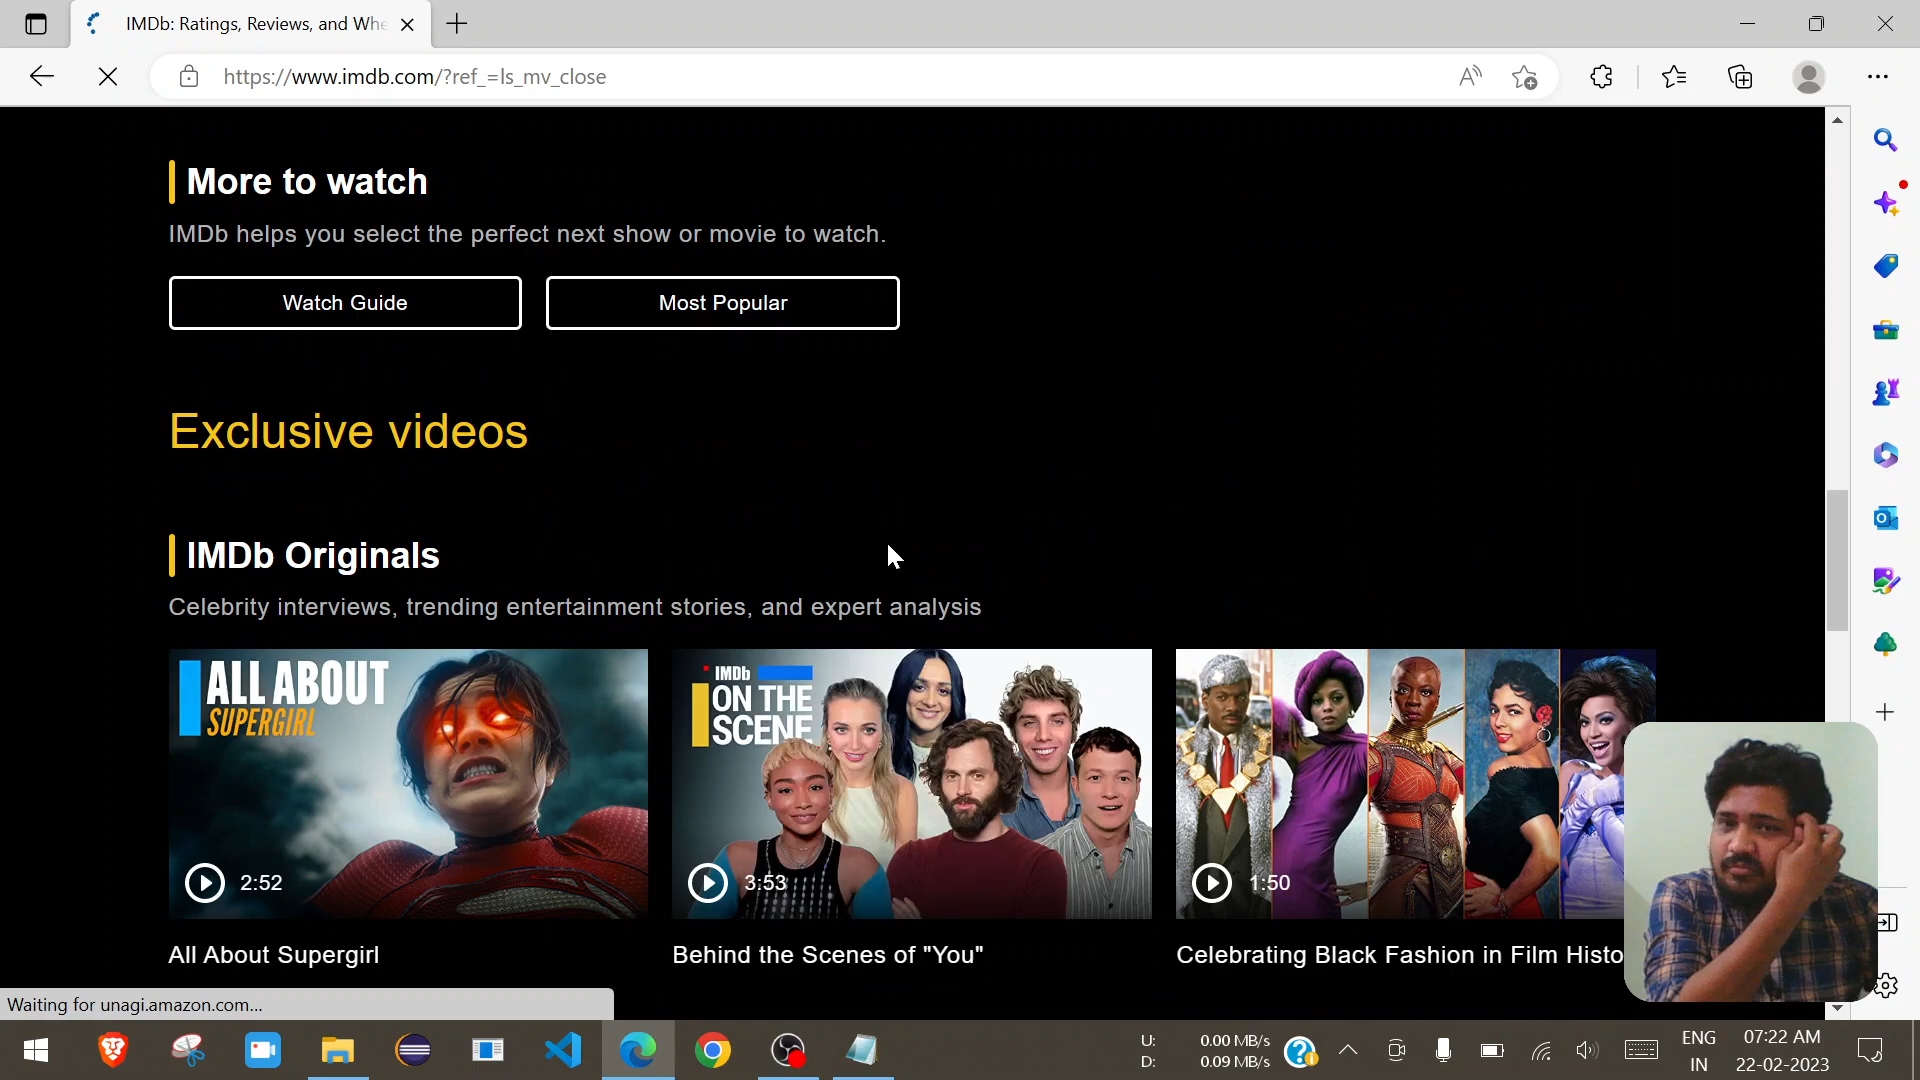 IMDb: Ratings, Reviews, and Whe
https://www.imdb.com/?ref_=ls_mv_close
More to watch
IMDb helps you select the perfect next show or movie to watch.
Watch Guide
Most Popular
Exclusive videos
IMDb Originals
Celebrity interviews, trending entertainment stories, and expert analysis
ALL ABOUT
SUPERGIRL
2:52
IMDb
ON THE
SCENE
3:53
1:50
All About Supergirl
Behind the Scenes of "You"
Celebrating Black Fashion in Film Histo
Waiting for unagi.amazon.com...
U: 0.00 MB/s
D: 0.09 MB/s
ENG
IN
07:22 AM
22-02-2023